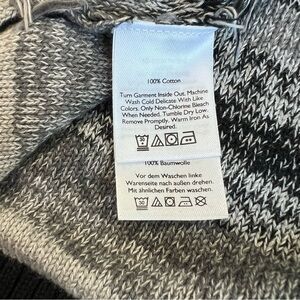 100% Cotton
Turn Garment Inside Out. Machine
Wash Cold Delicate With Like
Colors. Only Non-Chlorine Bleach
When Needed. Tumble Dry Low.
Remove Promptly. Warm Iron As
Desired.
100% Baumwolle
Vor dem Waschen linke
Warenseite nach außen drehen.
Mit ähnlichen Farben waschen.